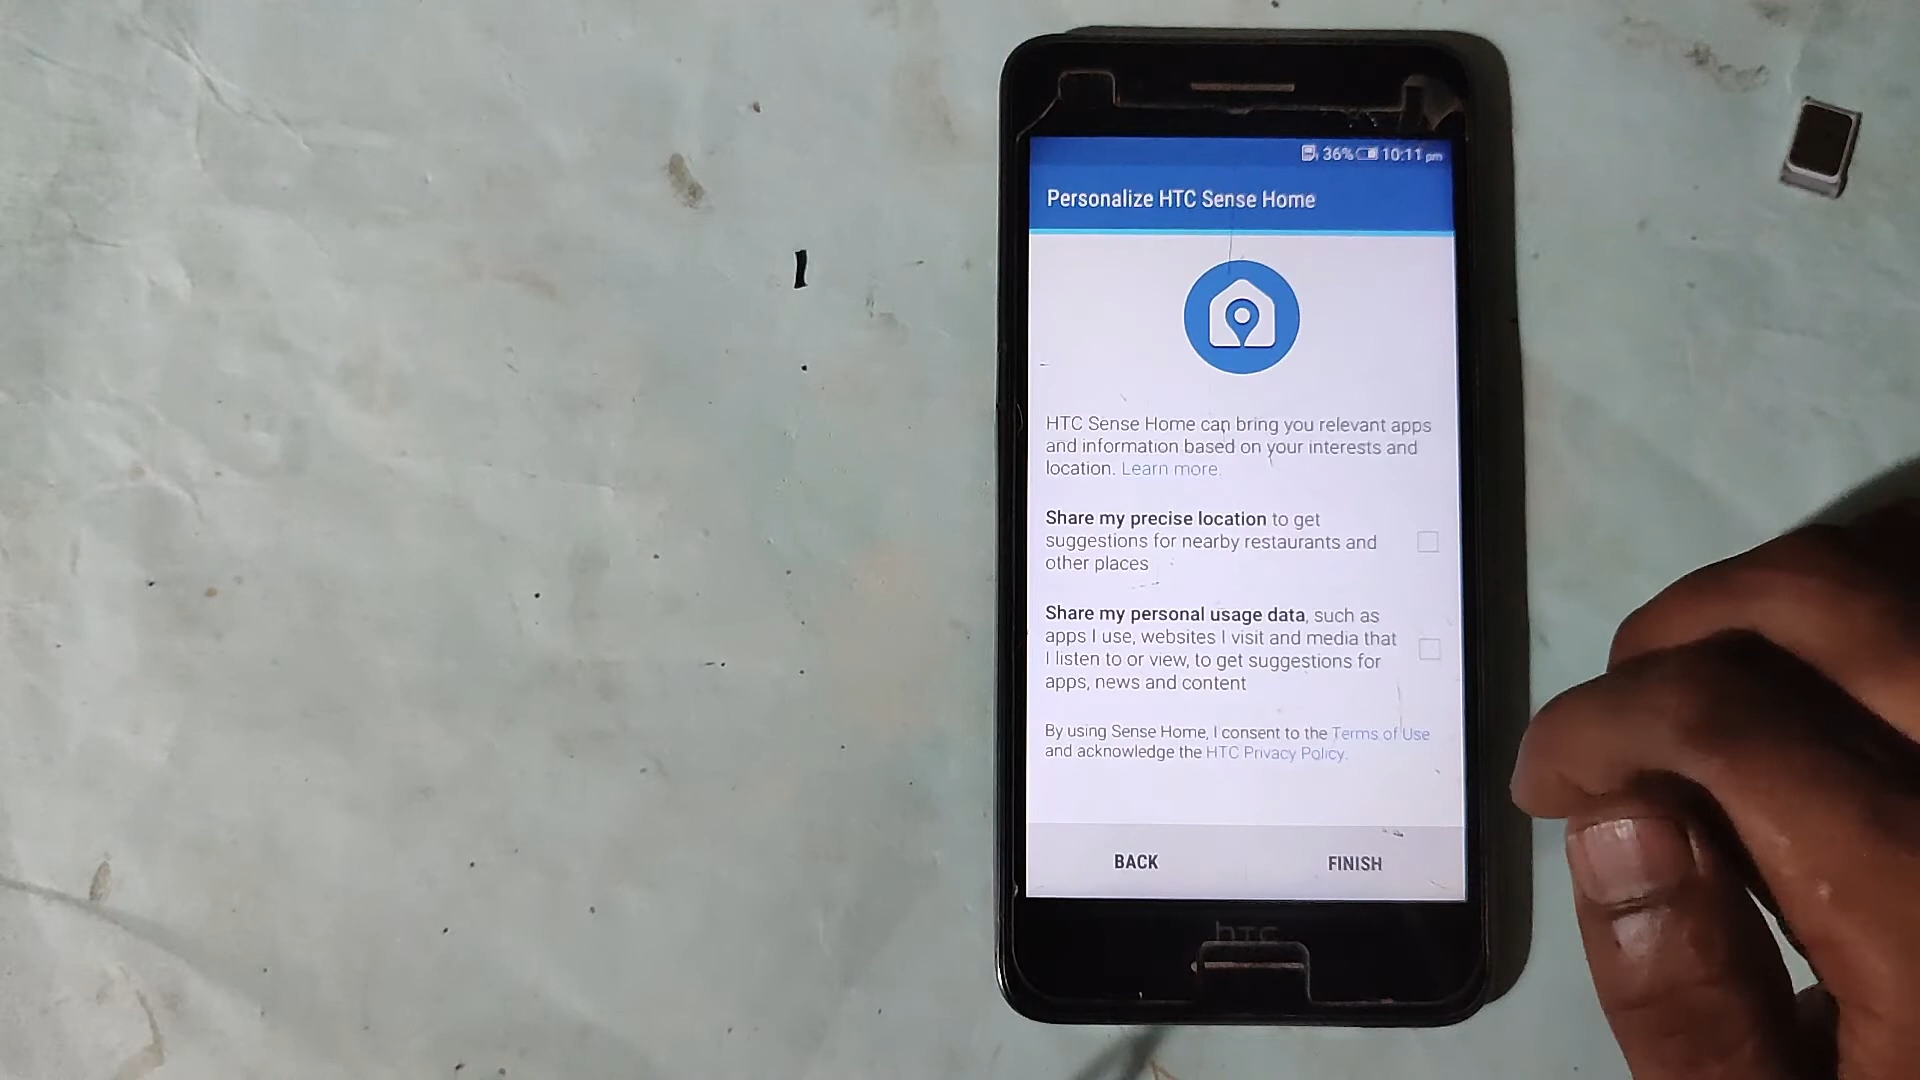 36% 10:11 pm
Personalize HTC Sense Home
HTC Sense Home can bring you relevant apps
and information based on your interests and
location. Learn more.
Share my precise location to get
suggestions for nearby restaurants and
other places
Share my personal usage data, such as
apps I use, websites I visit and media that
I listen to or view, to get suggestions for
apps, news and content
By using Sense Home, I consent to the Terms of Use
and acknowledge the HTC Privacy Policy.
BACK FINISH
hTC